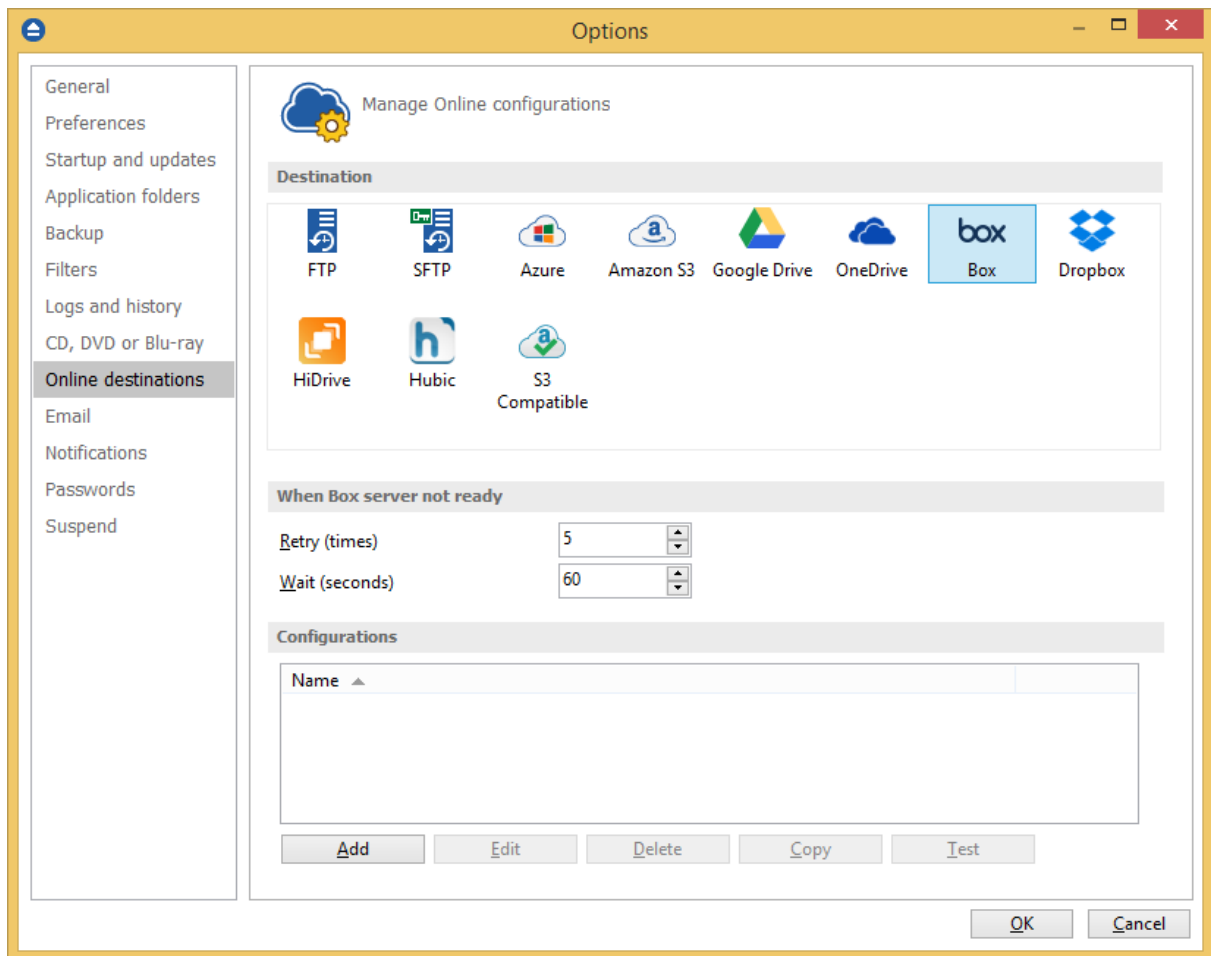 Options
General
Preferences
Startup and updates
Application folders
Backup
Filters
Logs and history
CD, DVD or Blu-ray
Online destinations
Email
Notifications
Passwords
Suspend
Manage Online configurations
Destination
FTP
SFTP
Azure
a
Amazon S3
Google Drive
OneDrive
box
Box
Dropbox
HiDrive
h
Hubic
a
S3
Compatible
When Box server not ready
Retry (times) 5
Wait (seconds) 60
Configurations
Name
Add Edit Delete Copy Test
OK Cancel